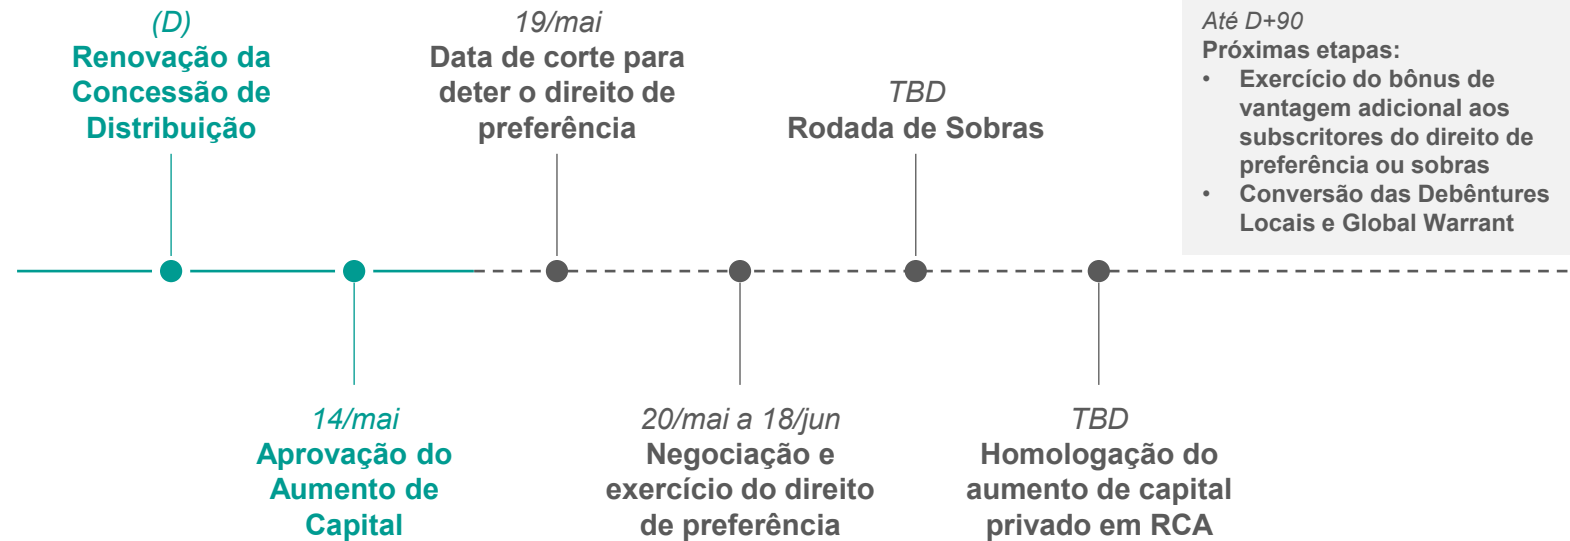 (D)
Renovação da
Concessão de
Distribuição
14/mai
Aprovação do
Aumento de
Capital
19/mai
Data de corte para
deter o direito de
preferência
20/mai a 18/jun
Negociação e
exercício do direito
de preferência
TBD
Rodada de Sobras
TBD
Homologação do
aumento de capital
privado em RCA
Até D+90
Próximas etapas:
• Exercício do bônus de
vantagem adicional aos
subscritores do direito de
preferência ou sobras
• Conversão das Debêntures
Locais e Global Warrant